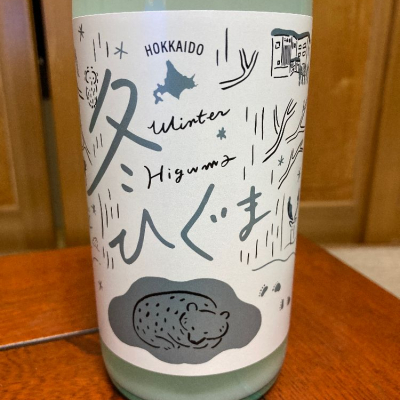 HOKKAIDO
冬
Winter
Higuma
ひぐま